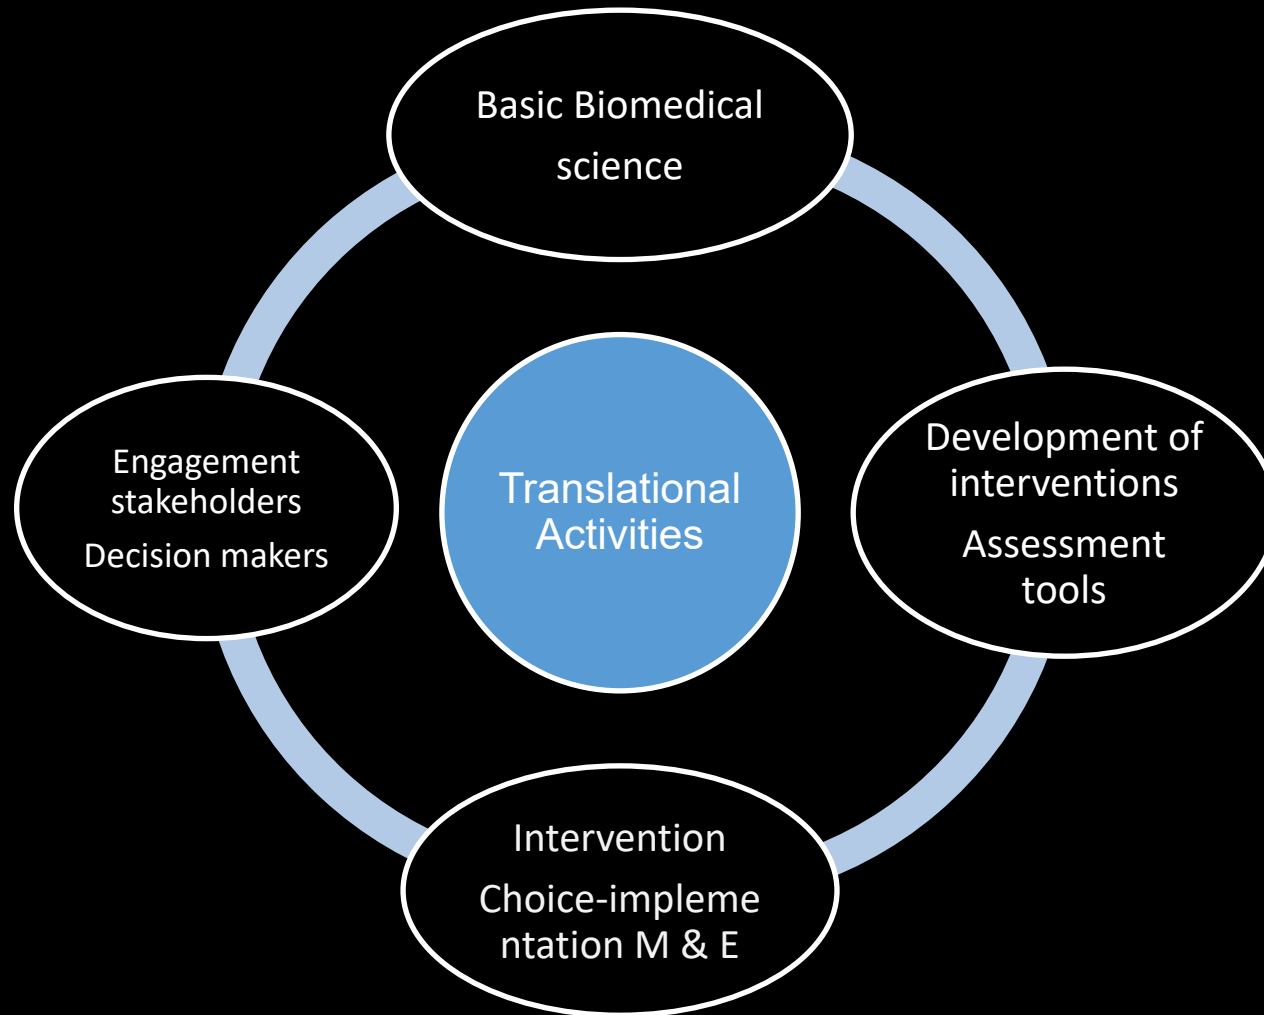 Basic Biomedical
science
Engagement
stakeholders
Decision makers
Translational
Activities
Development of
interventions
Assessment
tools
Intervention
Choice-impleme
ntation M & E